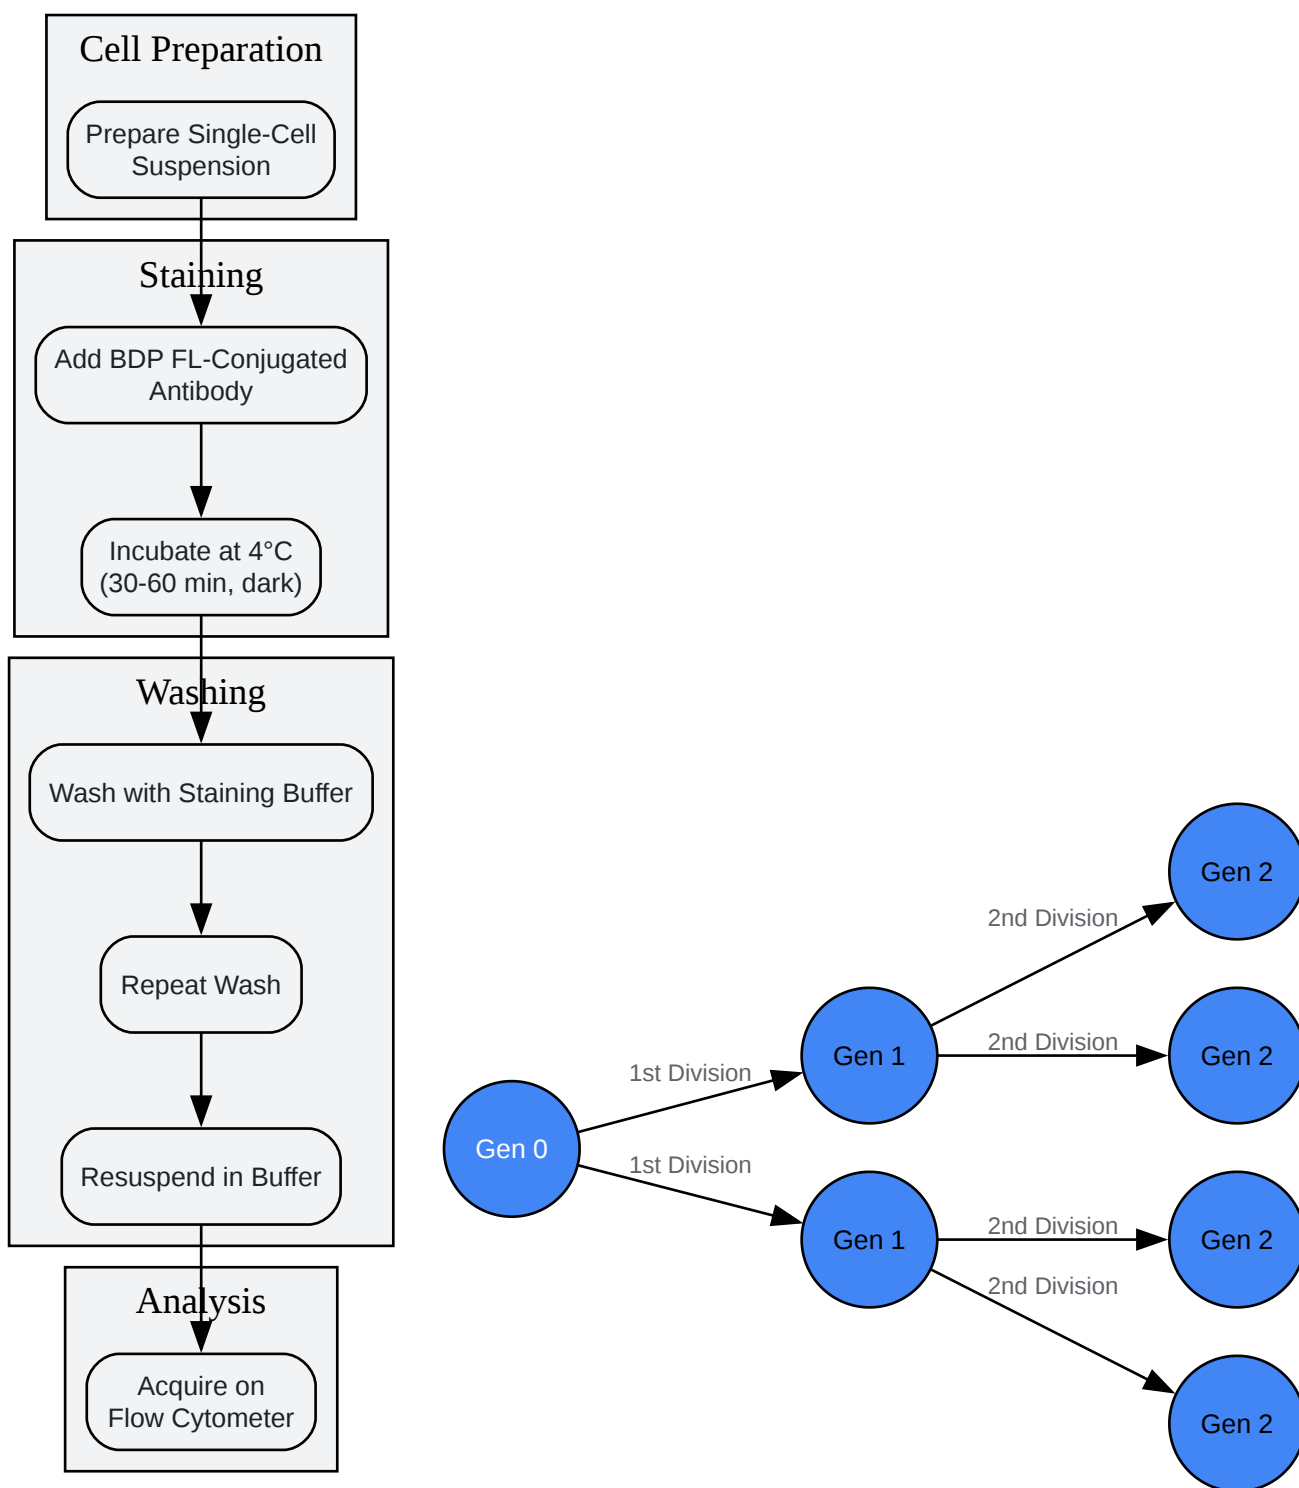 Cell Preparation
Prepare Single-Cell
Suspension
Staining
Add BDP FL-Conjugated
Antibody
Incubate at 4°C
(30-60 min, dark)
Washing
Wash with Staining Buffer
Repeat Wash
Resuspend in Buffer
Analysis
Acquire on
Flow Cytometer
Gen 0
1st Division
1st Division
Gen 1
Gen 1
2nd Division
2nd Division
2nd Division
2nd Division
Gen 2
Gen 2
Gen 2
Gen 2